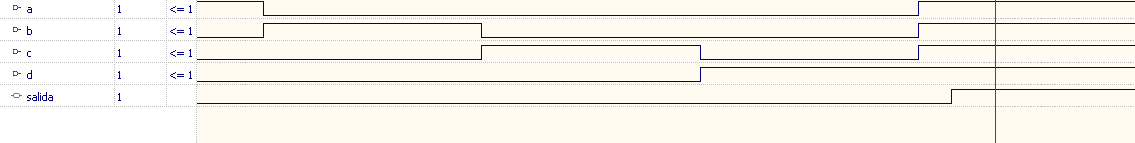 a 1 <= 1
b 1 <= 1
c 1 <= 1
d 1 <= 1
salida 1